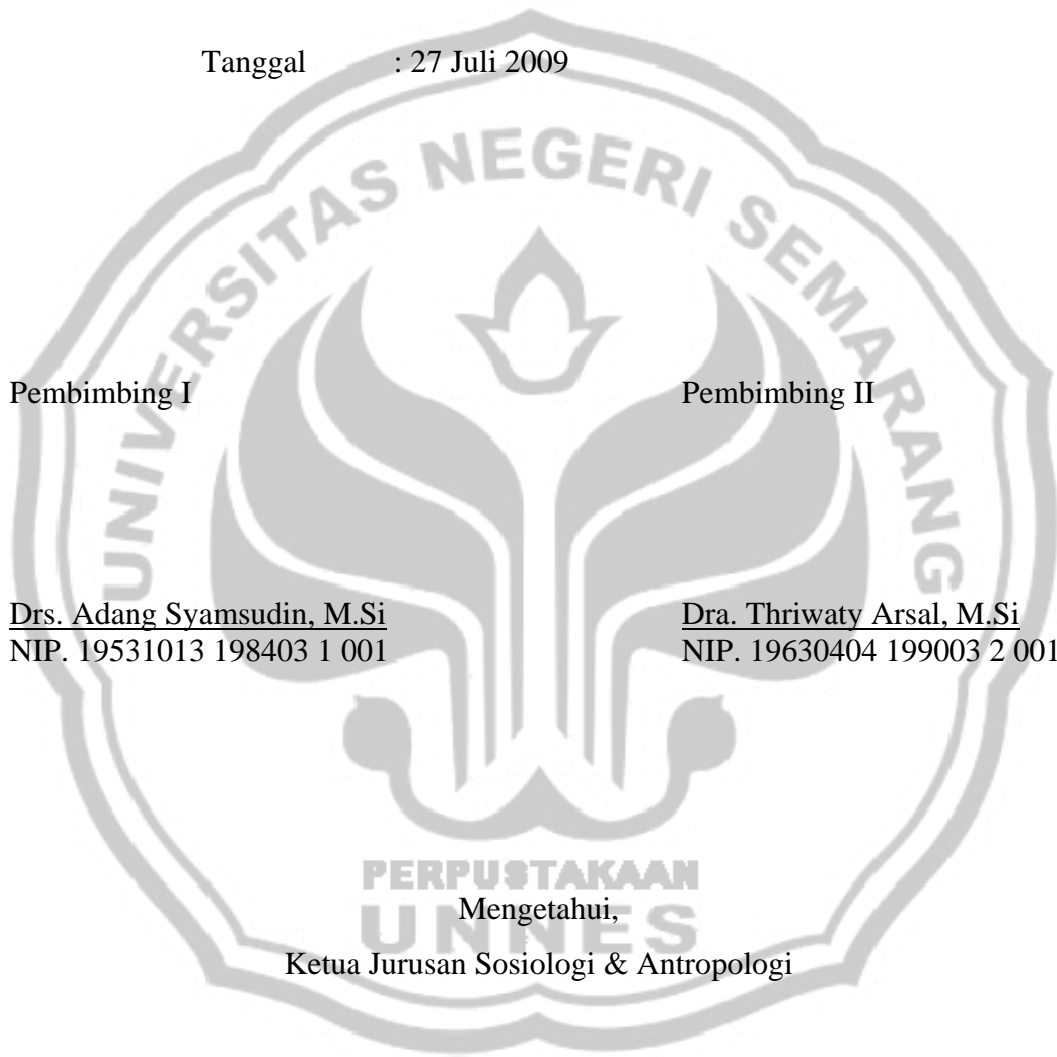 Tanggal : 27 Juli 2009
UNIVERSITAS NEGERI SEMARANG
Pembimbing I Pembimbing II
Drs. Adang Syamsudin, M.Si Dra. Thriwaty Arsal, M.Si
NIP. 19531013 198403 1 001 NIP. 19630404 199003 2 001
PERPUSTAKAAN
UNNES
Mengetahui,
Ketua Jurusan Sosiologi & Antropologi